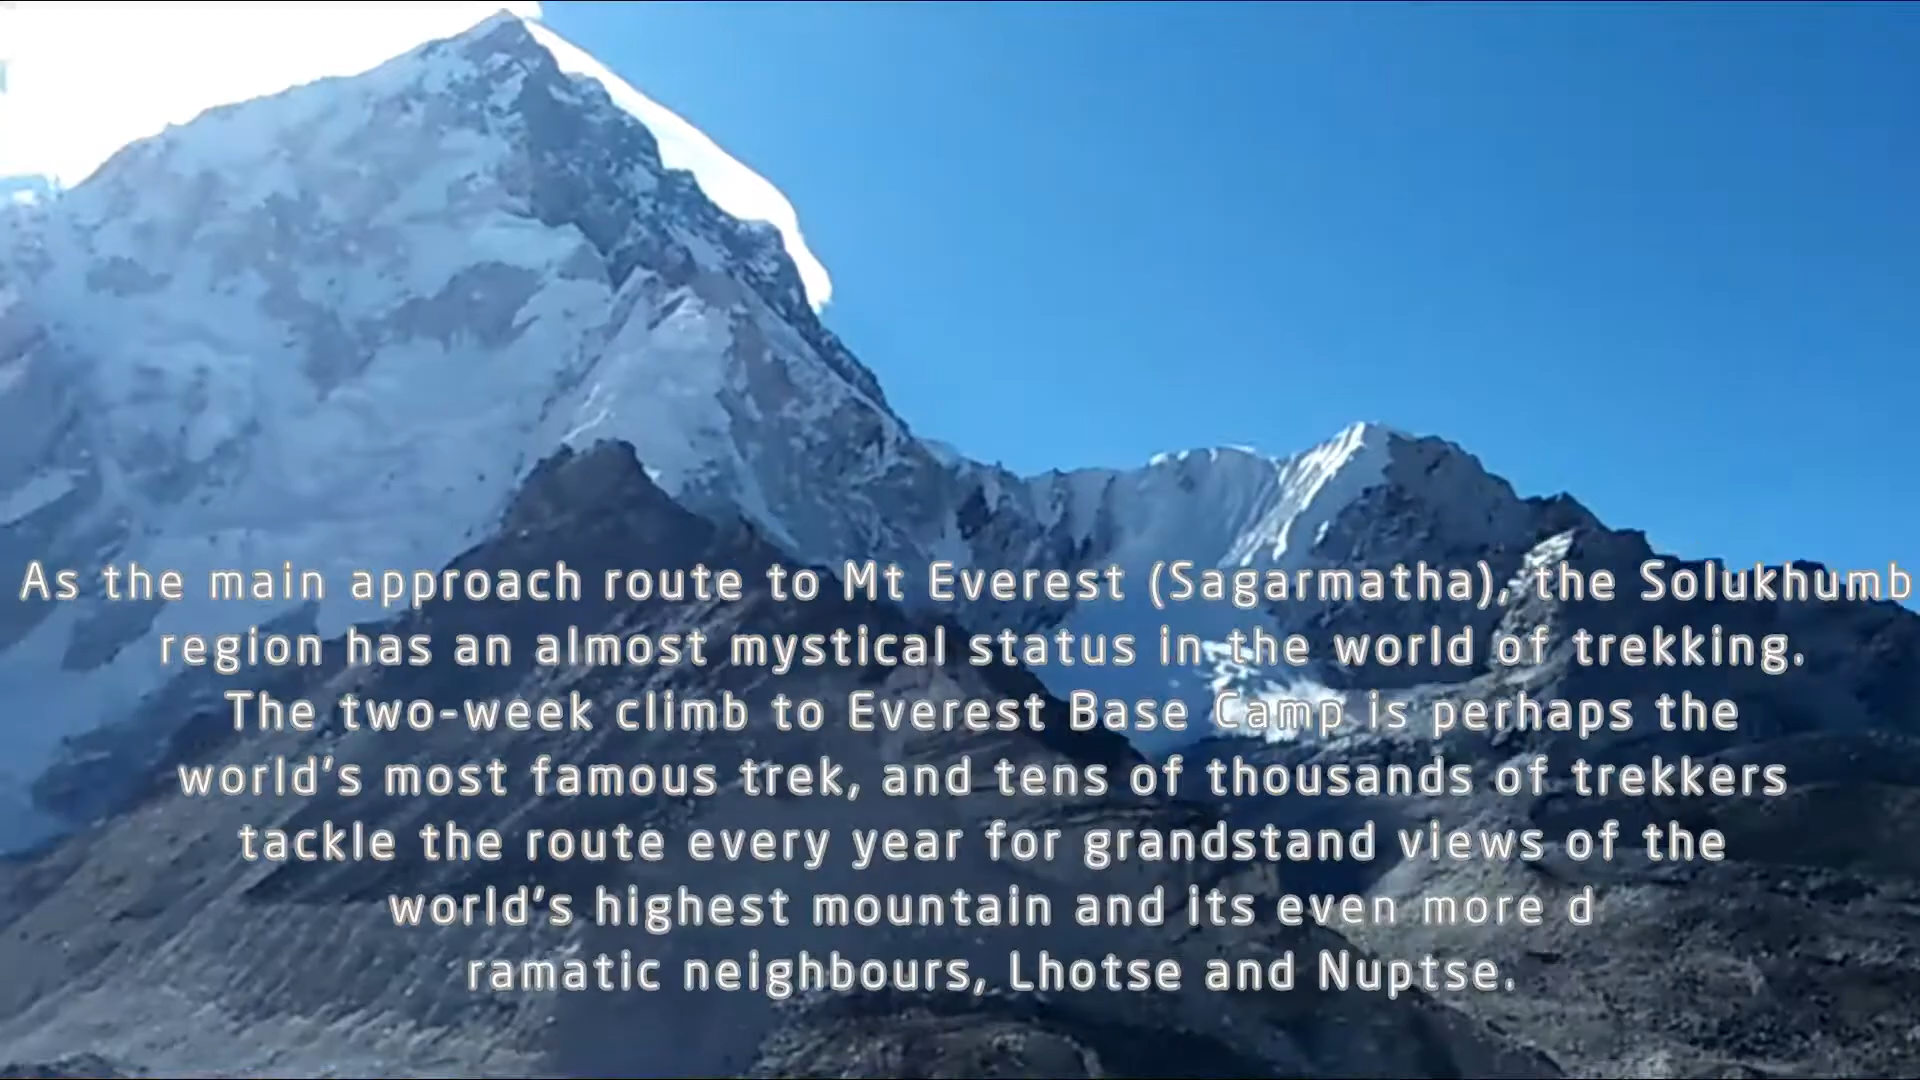 As the main approach route to Mt Everest (Sagarmatha), the Solukhumb
region has an almost mystical status in the world of trekking.
The two-week climb to Everest Base Camp is perhaps the
world's most famous trek, and tens of thousands of trekkers
tackle the route every year for grandstand views of the
world's highest mountain and its even more d
ramatic neighbours, Lhotse and Nuptse.